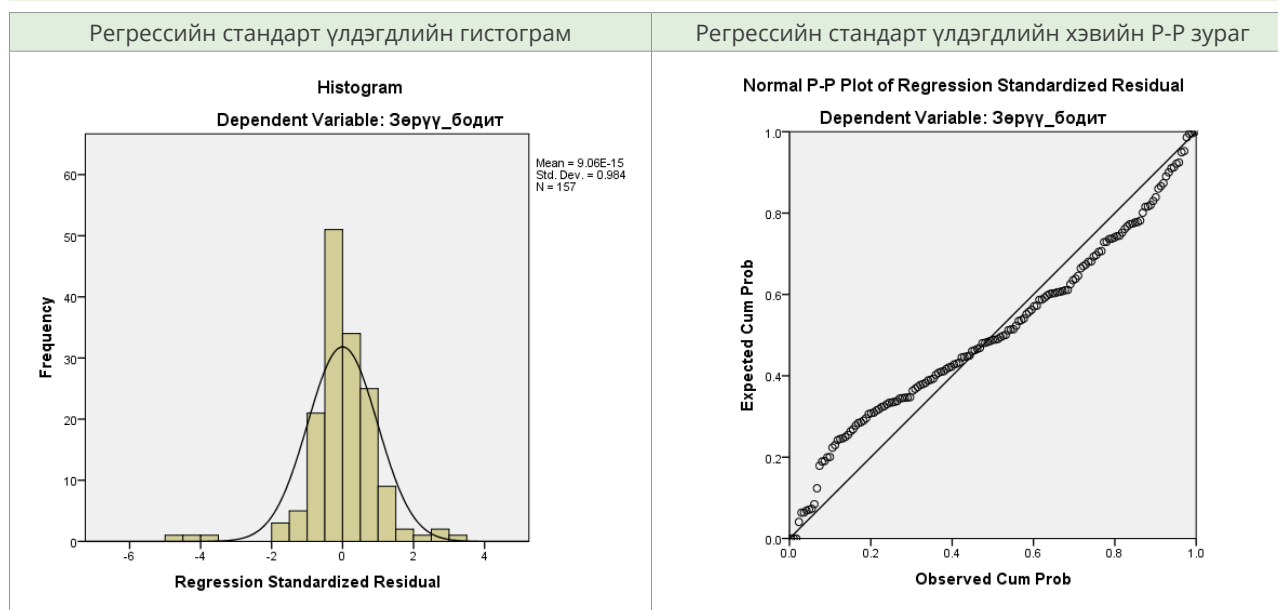 Регрессийн стандарт үлдэгдлийн гистограм
Histogram
Dependent Variable: Зөрүү_бодит
Mean = 9.06E-15
Std. Dev. = 0.984
N = 157
Frequency
60
50
40
30
20
10
0
-6 -4 -2 0 2 4
Regression Standardized Residual
Регрессийн стандарт үлдэгдлийн хэвийн P-P зураг
Normal P-P Plot of Regression Standardized Residual
Dependent Variable: Зөрүү_бодит
Expected Cum Prob
1.0
0.8
0.6
0.4
0.2
0.0
0.0 0.2 0.4 0.6 0.8 1.0
Observed Cum Prob